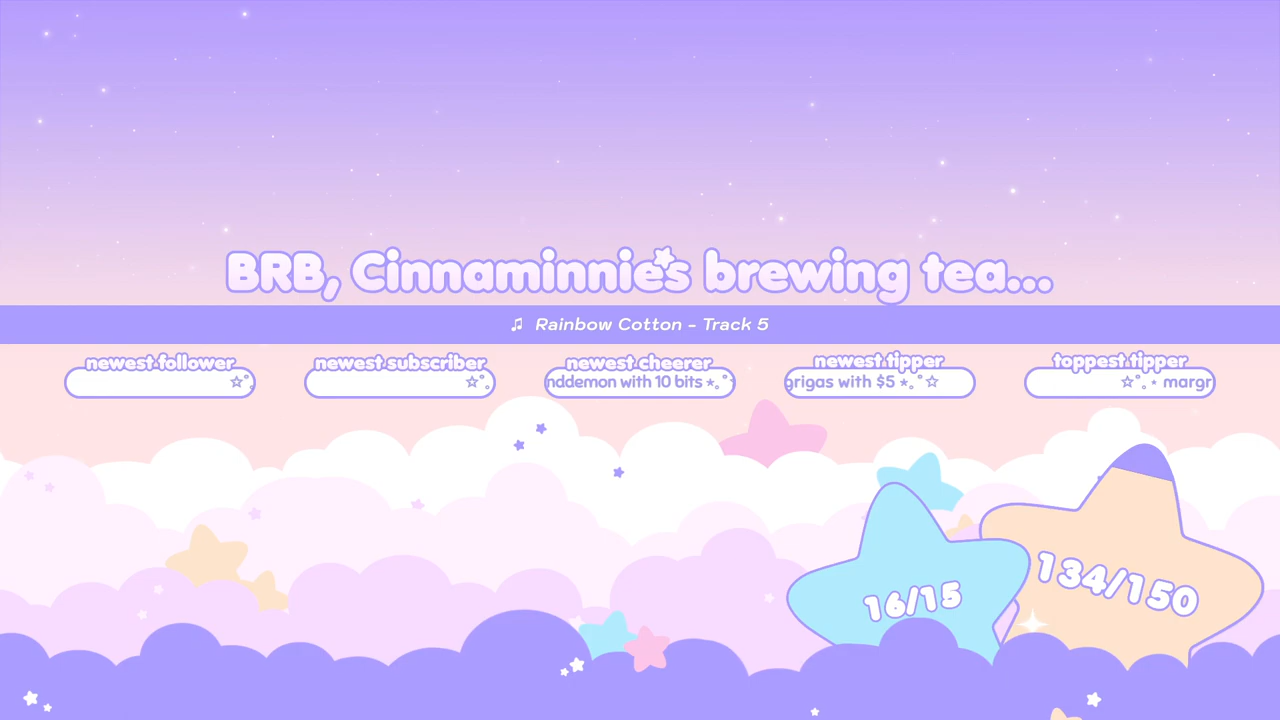 BRB, Cinnaminnie's brewing tea...
♫ Rainbow Cotton - Track 5
newest follower
newest subscriber
newest cheerer
newest tipper
toppest tipper
nddemon with 10 bits
grigas with $5
margr
16/15
134/150